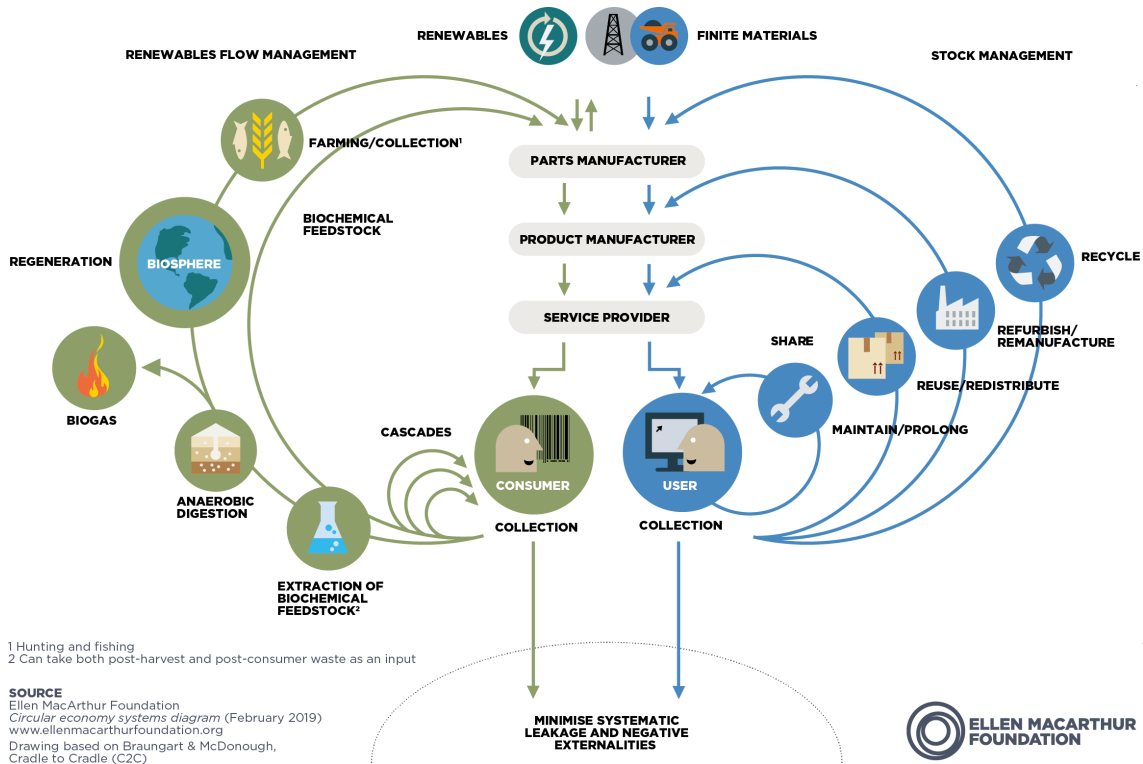 RENEWABLES
FINITE MATERIALS
RENEWABLES FLOW MANAGEMENT
STOCK MANAGEMENT
FARMING/COLLECTION¹
PARTS MANUFACTURER
BIOCHEMICAL
FEEDSTOCK
PRODUCT MANUFACTURER
REGENERATION
BIOSPHERE
RECYCLE
SERVICE PROVIDER
SHARE
REFURBISH/
REMANUFACTURE
REUSE/REDISTRIBUTE
BIOGAS
CASCADES
MAINTAIN/PROLONG
CONSUMER
USER
ANAEROBIC
DIGESTION
COLLECTION
COLLECTION
EXTRACTION OF
BIOCHEMICAL
FEEDSTOCK²
1 Hunting and fishing
2 Can take both post-harvest and post-consumer waste as an input
SOURCE
Ellen MacArthur Foundation
Circular economy systems diagram (February 2019)
www.ellenmacarthurfoundation.org
Drawing based on Braungart & McDonough,
Cradle to Cradle (C2C)
MINIMISE SYSTEMATIC
LEAKAGE AND NEGATIVE
EXTERNALITIES
ELLEN MACARTHUR
FOUNDATION